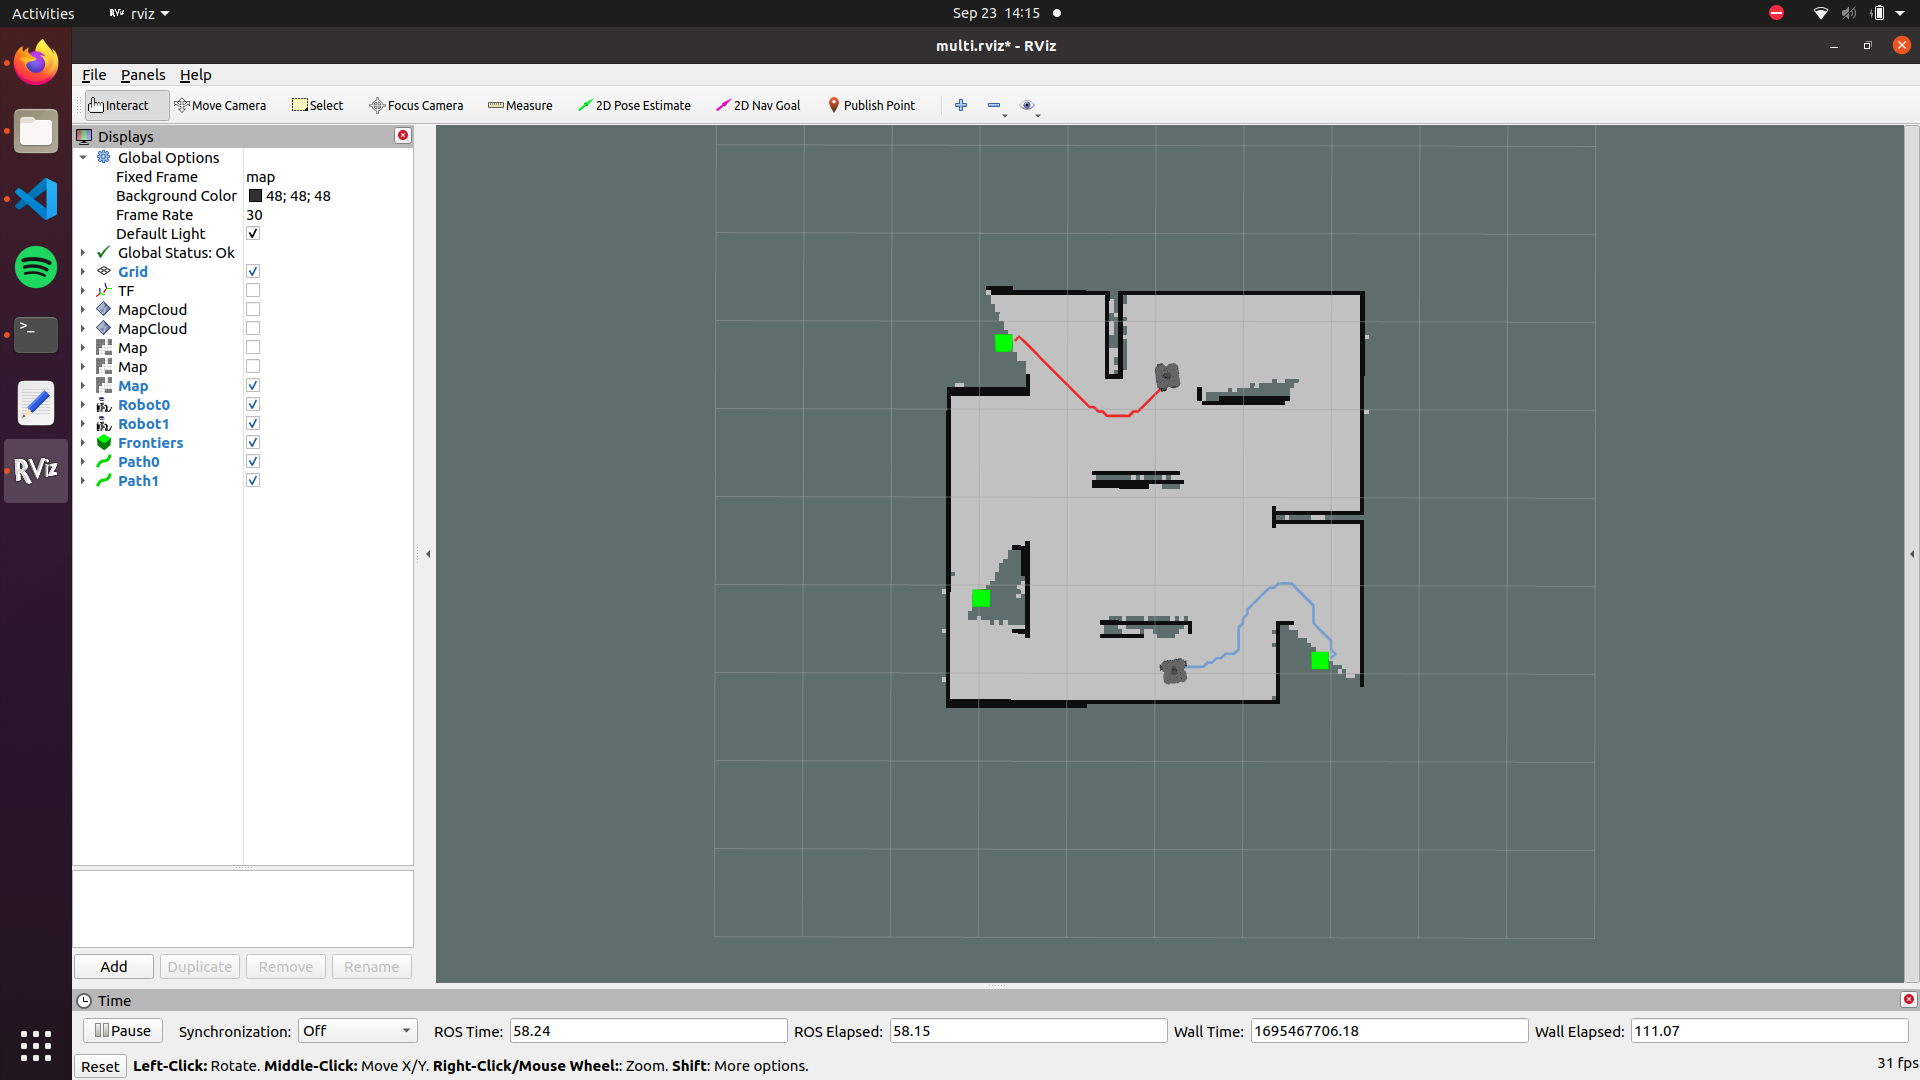 Activities
RViz rviz
Sep 23 14:15
multi.rviz* - RViz
File Panels Help
Interact Move Camera Select Focus Camera Measure 2D Pose Estimate 2D Nav Goal Publish Point
Displays
Global Options
Fixed Frame map
Background Color 48; 48; 48
Frame Rate 30
Default Light
Global Status: Ok
Grid
TF
MapCloud
MapCloud
Map
Map
Map
Robot0
Robot1
Frontiers
Path0
Path1
RViz
Add Duplicate Remove Rename
Time
Pause Synchronization: Off ROS Time: 58.24 ROS Elapsed: 58.15 Wall Time: 1695467706.18 Wall Elapsed: 111.07
Reset Left-Click: Rotate. Middle-Click: Move X/Y. Right-Click/Mouse Wheel:: Zoom. Shift: More options. 31 fps